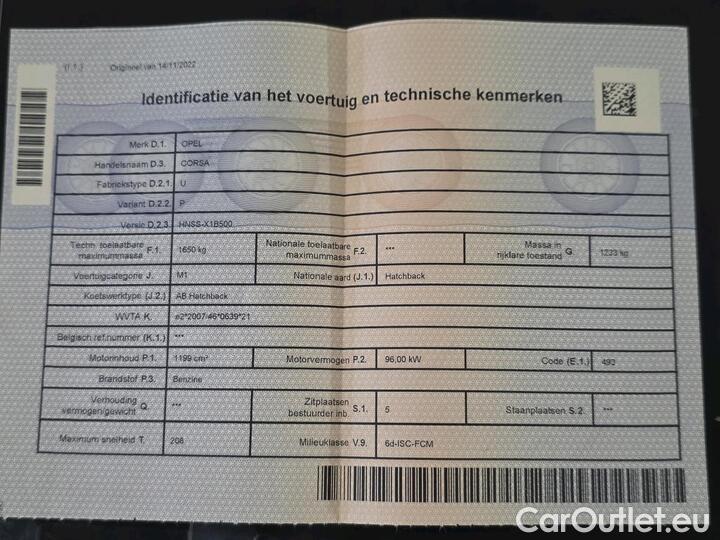 (I.1.) Origineel van 14/11/2022
Identificatie van het voertuig en technische kenmerken
Merk D.1. OPEL
Handelsnaam D.3. CORSA
Fabriekstype D.2.1. U
Variant D.2.2. P
Versie D.2.3. HNSS-X1B500
Techn. toelaatbare maximummassa F.1. 1650 kg Nationale toelaatbare maximummassa F.2. *** Massa in rijklare toestand G. 1233 kg
Voertuigcategorie J. M1 Nationale aard (J.1.) Hatchback
Koetswerktype (J.2.) AB Hatchback
WVTA K. e2*2007/46*0639*21
Belgisch ref.nummer (K.1.) ***
Motorinhoud P.1. 1199 cm³ Motorvermogen P.2. 96,00 kW Code (E.1.) 493
Brandstof P.3. Benzine
Verhouding vermogen/gewicht Q. *** Zitplaatsen bestuurder inb. S.1. 5 Staanplaatsen S.2. ***
Maximum snelheid T. 208 Milieuklasse V.9. 6d-ISC-FCM
CarOutlet.eu